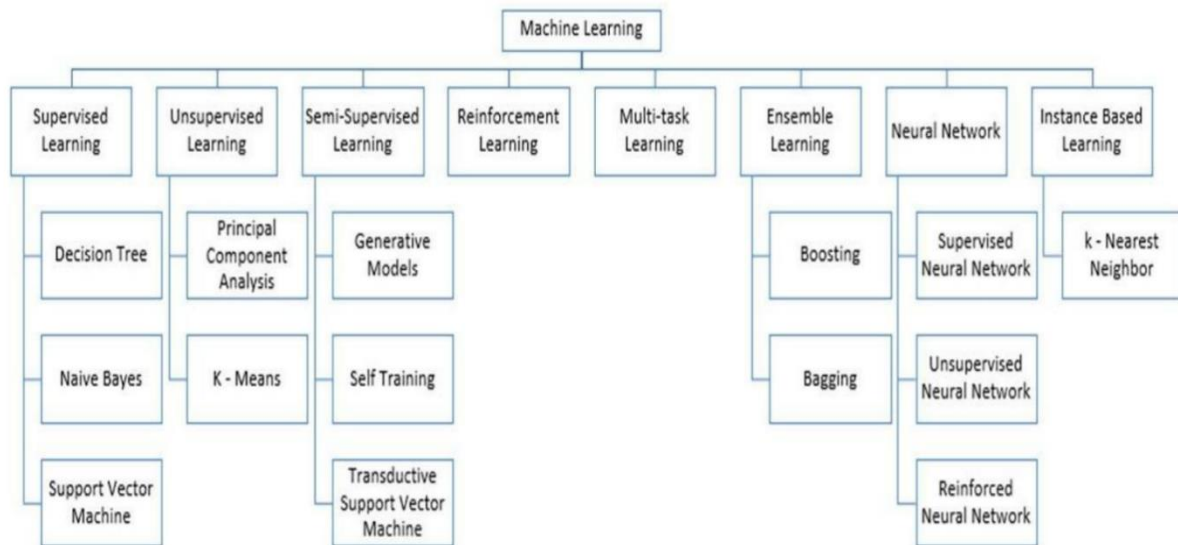 Machine Learning
Supervised
Learning
Unsupervised
Learning
Semi-Supervised
Learning
Reinforcement
Learning
Multi-task
Learning
Ensemble
Learning
Neural Network
Instance Based
Learning
Decision Tree
Principal
Component
Analysis
Generative
Models
Boosting
Supervised
Neural Network
k - Nearest
Neighbor
Naive Bayes
K - Means
Self Training
Bagging
Unsupervised
Neural Network
Support Vector
Machine
Transductive
Support Vector
Machine
Reinforced
Neural Network